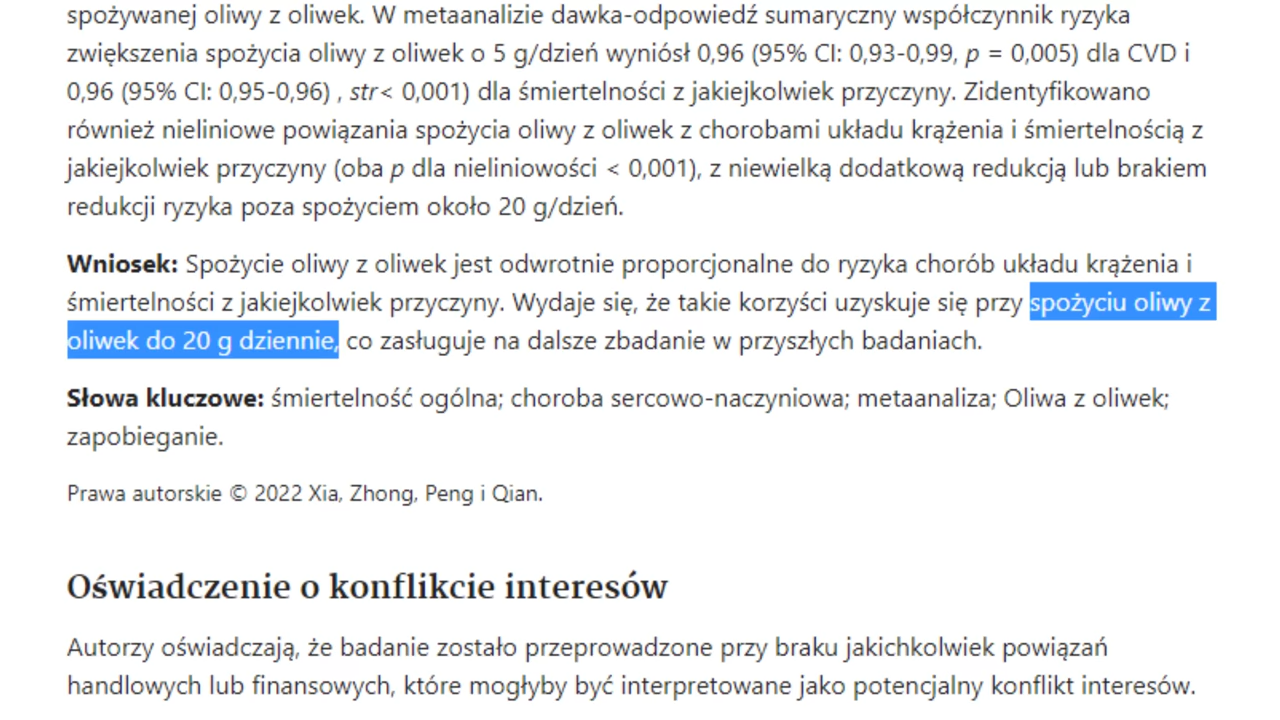 spożywanej oliwy z oliwek. W metaanalizie dawka-odpowiedź sumaryczny współczynnik ryzyka
zwiększenia spożycia oliwy z oliwek o 5 g/dzień wyniósł 0,96 (95% CI: 0,93-0,99, p = 0,005) dla CVD i
0,96 (95% CI: 0,95-0,96) , str< 0,001) dla śmiertelności z jakiejkolwiek przyczyny. Zidentyfikowano
również nieliniowe powiązania spożycia oliwy z oliwek z chorobami układu krążenia i śmiertelnością z
jakiejkolwiek przyczyny (oba p dla nieliniowości < 0,001), z niewielką dodatkową redukcją lub brakiem
redukcji ryzyka poza spożyciem około 20 g/dzień.
Wniosek: Spożycie oliwy z oliwek jest odwrotnie proporcjonalne do ryzyka chorób układu krążenia i
śmiertelności z jakiejkolwiek przyczyny. Wydaje się, że takie korzyści uzyskuje się przy spożyciu oliwy z
oliwek do 20 g dziennie, co zasługuje na dalsze zbadanie w przyszłych badaniach.
Słowa kluczowe: śmiertelność ogólna; choroba sercowo-naczyniowa; metaanaliza; Oliwa z oliwek;
zapobieganie.
Prawa autorskie © 2022 Xia, Zhong, Peng i Qian.
Oświadczenie o konflikcie interesów
Autorzy oświadczają, że badanie zostało przeprowadzone przy braku jakichkolwiek powiązań
handlowych lub finansowych, które mogłyby być interpretowane jako potencjalny konflikt interesów.